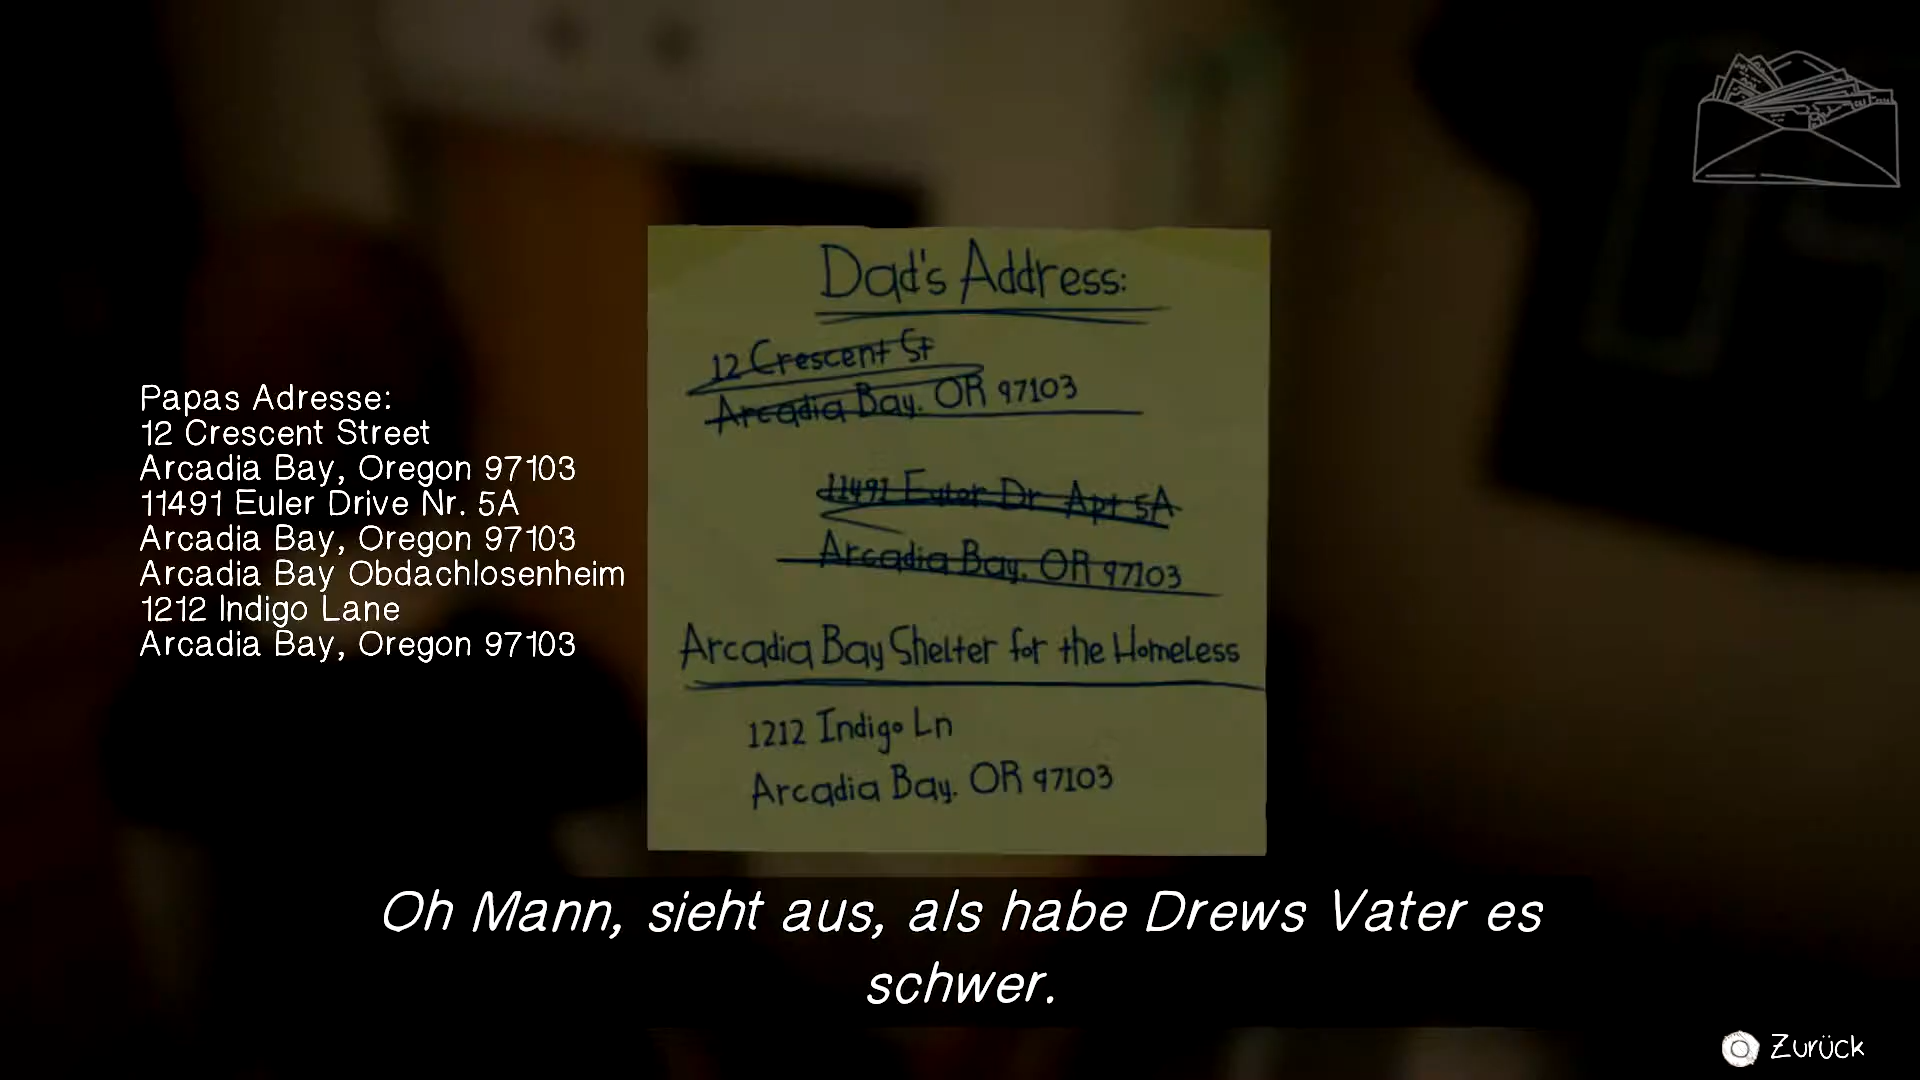 Dad's Address:
12 Crescent St
Arcadia Bay, OR 97103
11491 Euler Dr Apt 5A
Arcadia Bay, OR 97103
Arcadia Bay Shelter for the Homeless
1212 Indigo Ln
Arcadia Bay, OR 97103
Papas Adresse:
12 Crescent Street
Arcadia Bay, Oregon 97103
11491 Euler Drive Nr. 5A
Arcadia Bay, Oregon 97103
Arcadia Bay Obdachlosenheim
1212 Indigo Lane
Arcadia Bay, Oregon 97103
Oh Mann, sieht aus, als habe Drews Vater es
schwer.
Zurück